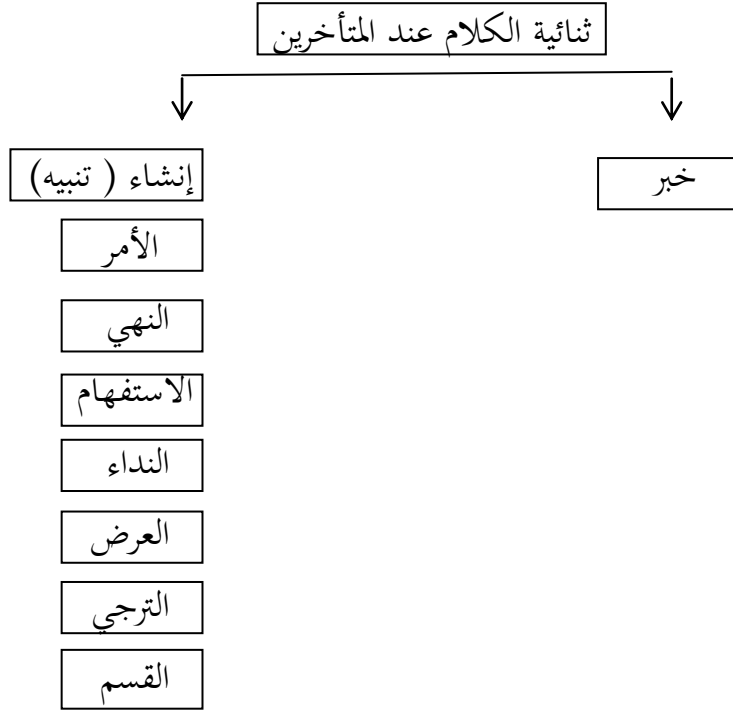 ثنائية الكلام عند المتأخرين
خبر
إنشاء ( تنبيه)
الأمر
النهي
الاستفهام
النداء
العرض
الترجي
القسم